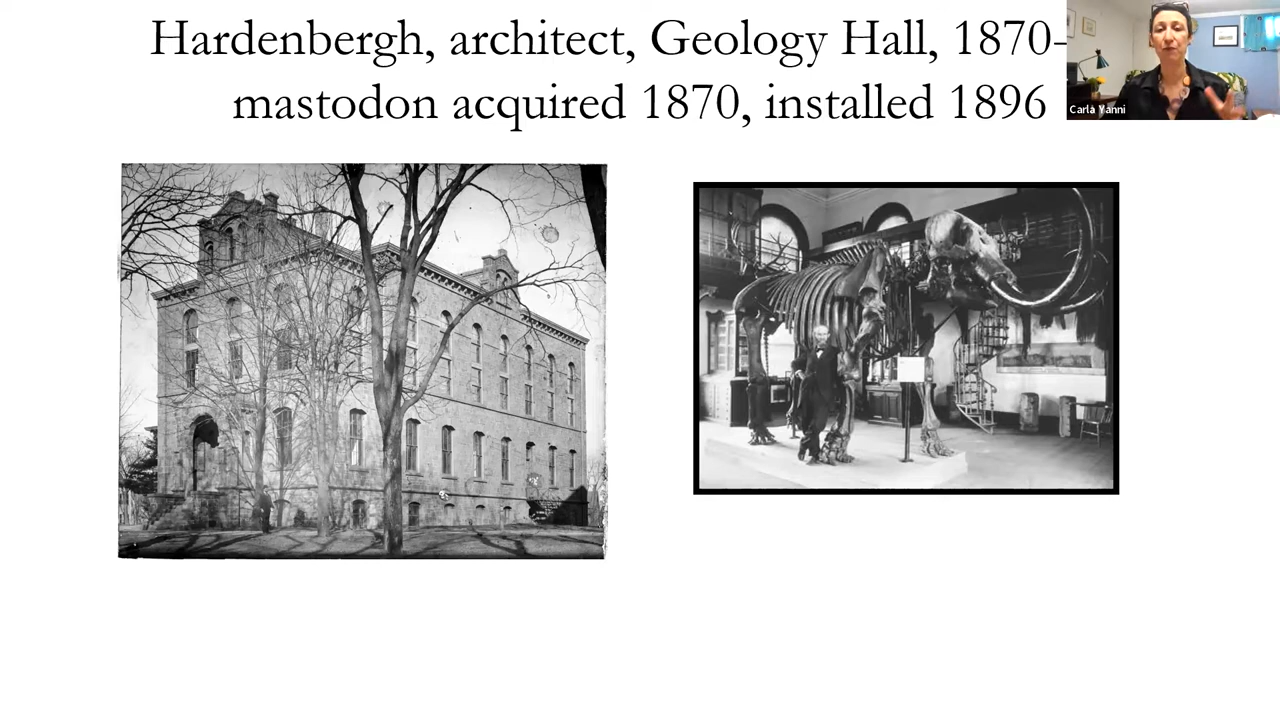 Hardenbergh, architect, Geology Hall, 1870-
mastodon acquired 1870, installed 1896
Carla Yanni